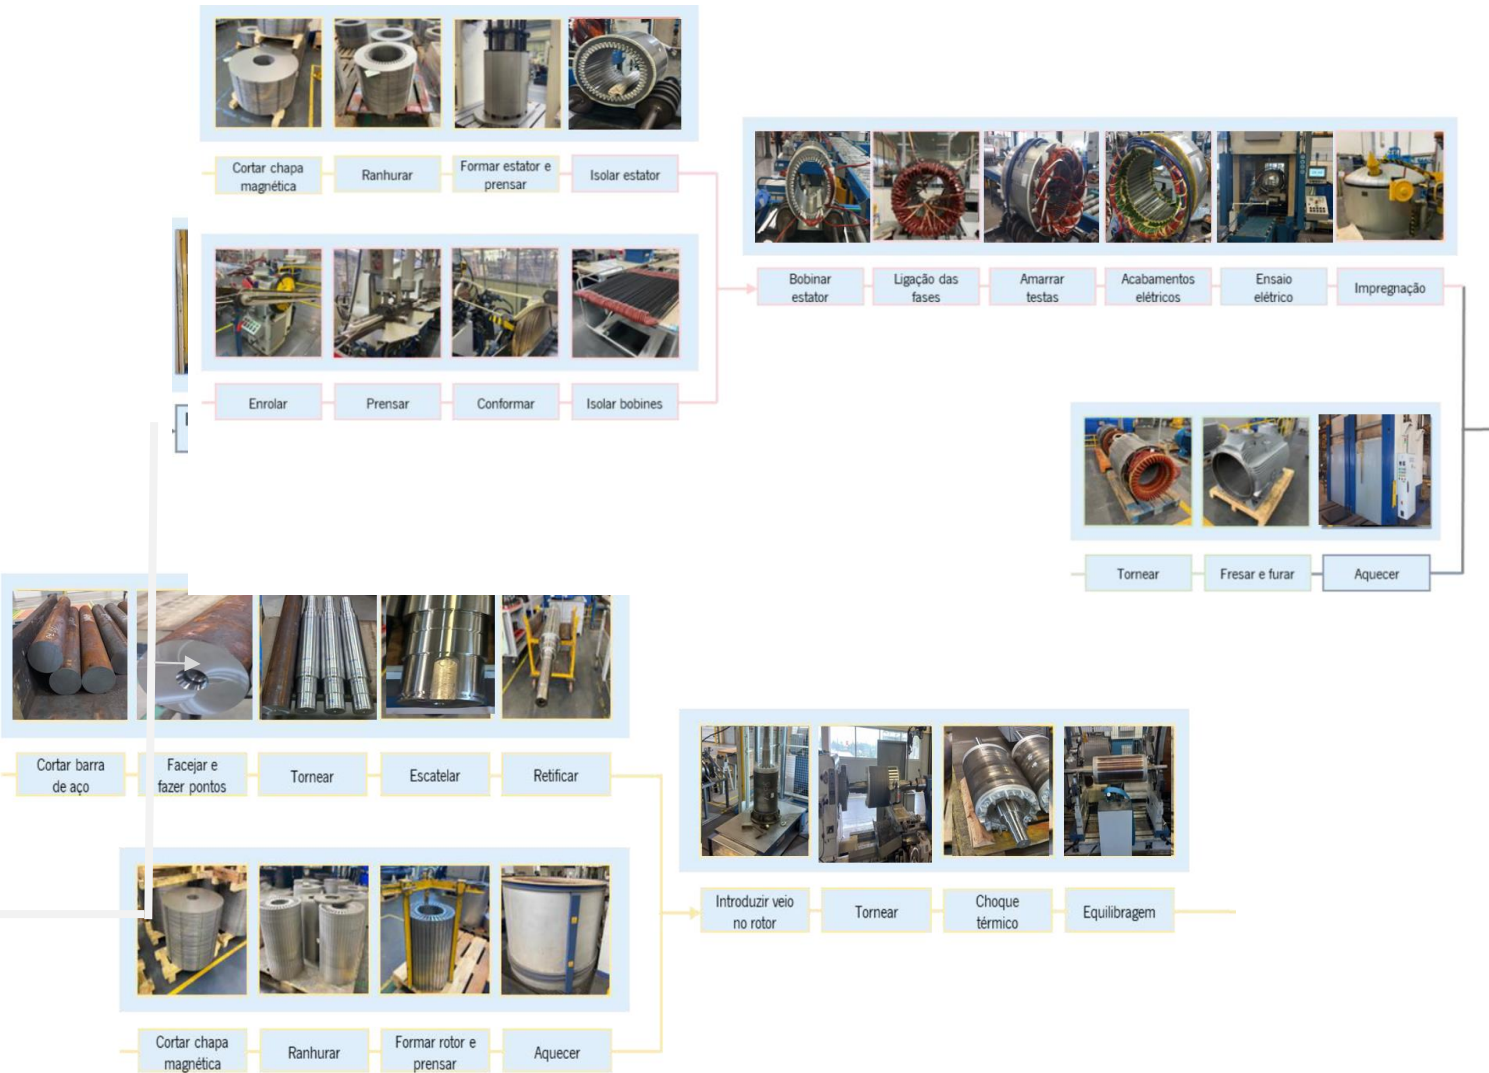 Cortar chapa
magnética
Ranhurar
Formar estator e
prensar
Isolar estator
Enrolar
Prensar
Conformar
Isolar bobines
Bobinar
estator
Ligação das
fases
Amarrar
testas
Acabamentos
elétricos
Ensaio
elétrico
Impregnação
Tornear
Fresar e furar
Aquecer
Cortar barra
de aço
Facejar e
fazer pontos
Tornear
Escatelar
Retificar
Cortar chapa
magnética
Ranhurar
Formar rotor e
prensar
Aquecer
Introduzir veio
no rotor
Tornear
Choque
térmico
Equilibragem